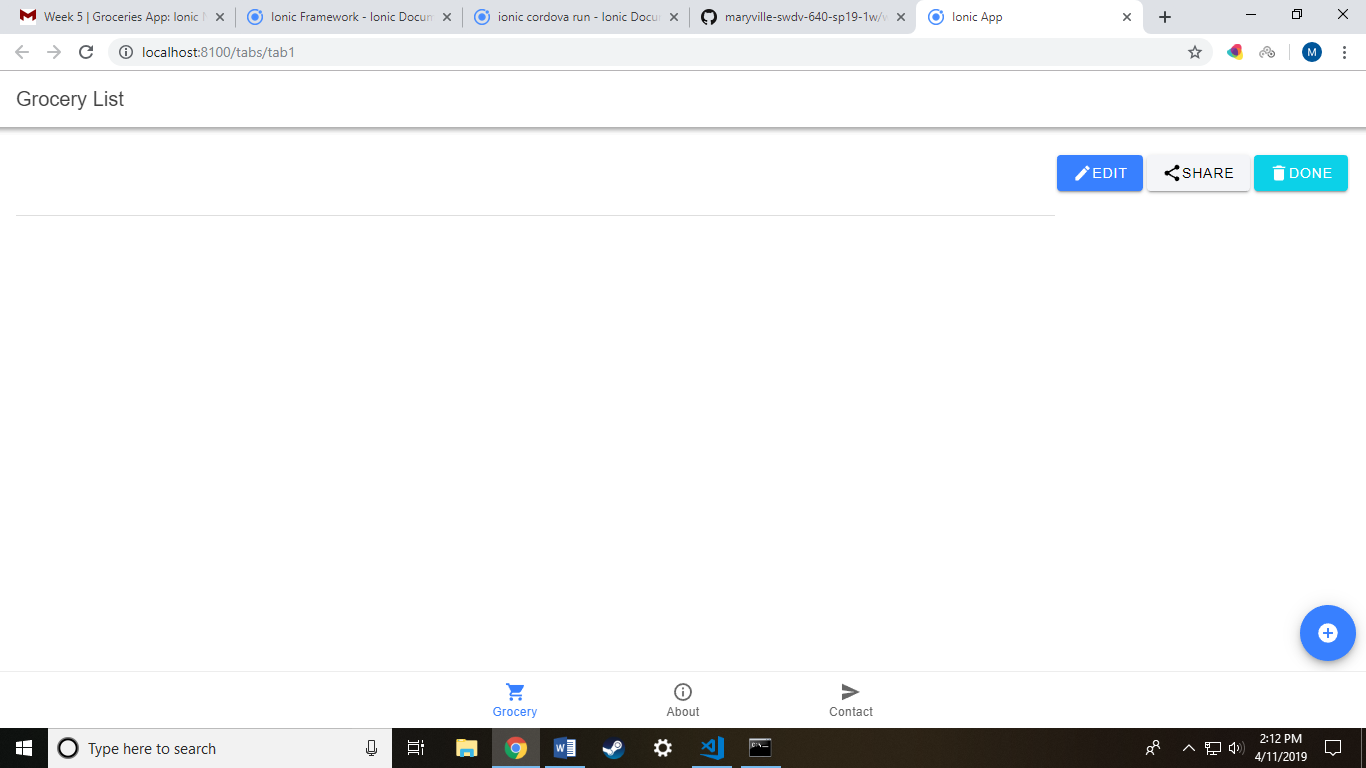 Week 5 | Groceries App: Ionic
Ionic Framework - Ionic Docum
ionic cordova run - Ionic Docu
maryville-swdv-640-sp19-1w/w
Ionic App
localhost:8100/tabs/tab1
M
Grocery List
EDIT
SHARE
DONE
Grocery
About
Contact
Type here to search
2:12 PM
4/11/2019